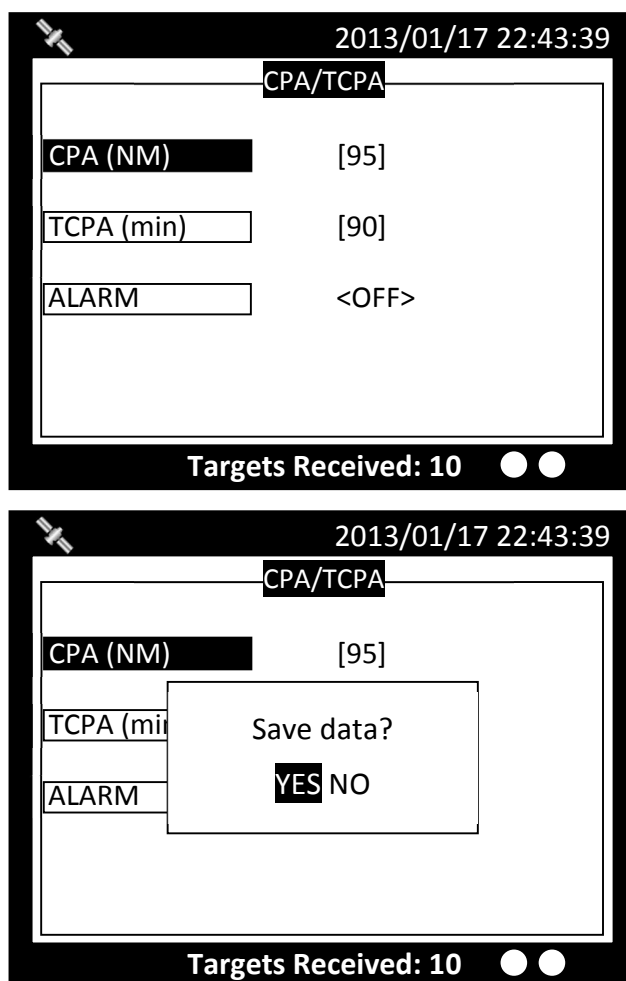 2013/01/17 22:43:39
CPA/TCPA
CPA (NM) [95]
TCPA (min) [90]
ALARM <OFF>
Targets Received: 10
2013/01/17 22:43:39
CPA/TCPA
CPA (NM) [95]
TCPA (mi
Save data?
YES NO
ALARM
Targets Received: 10